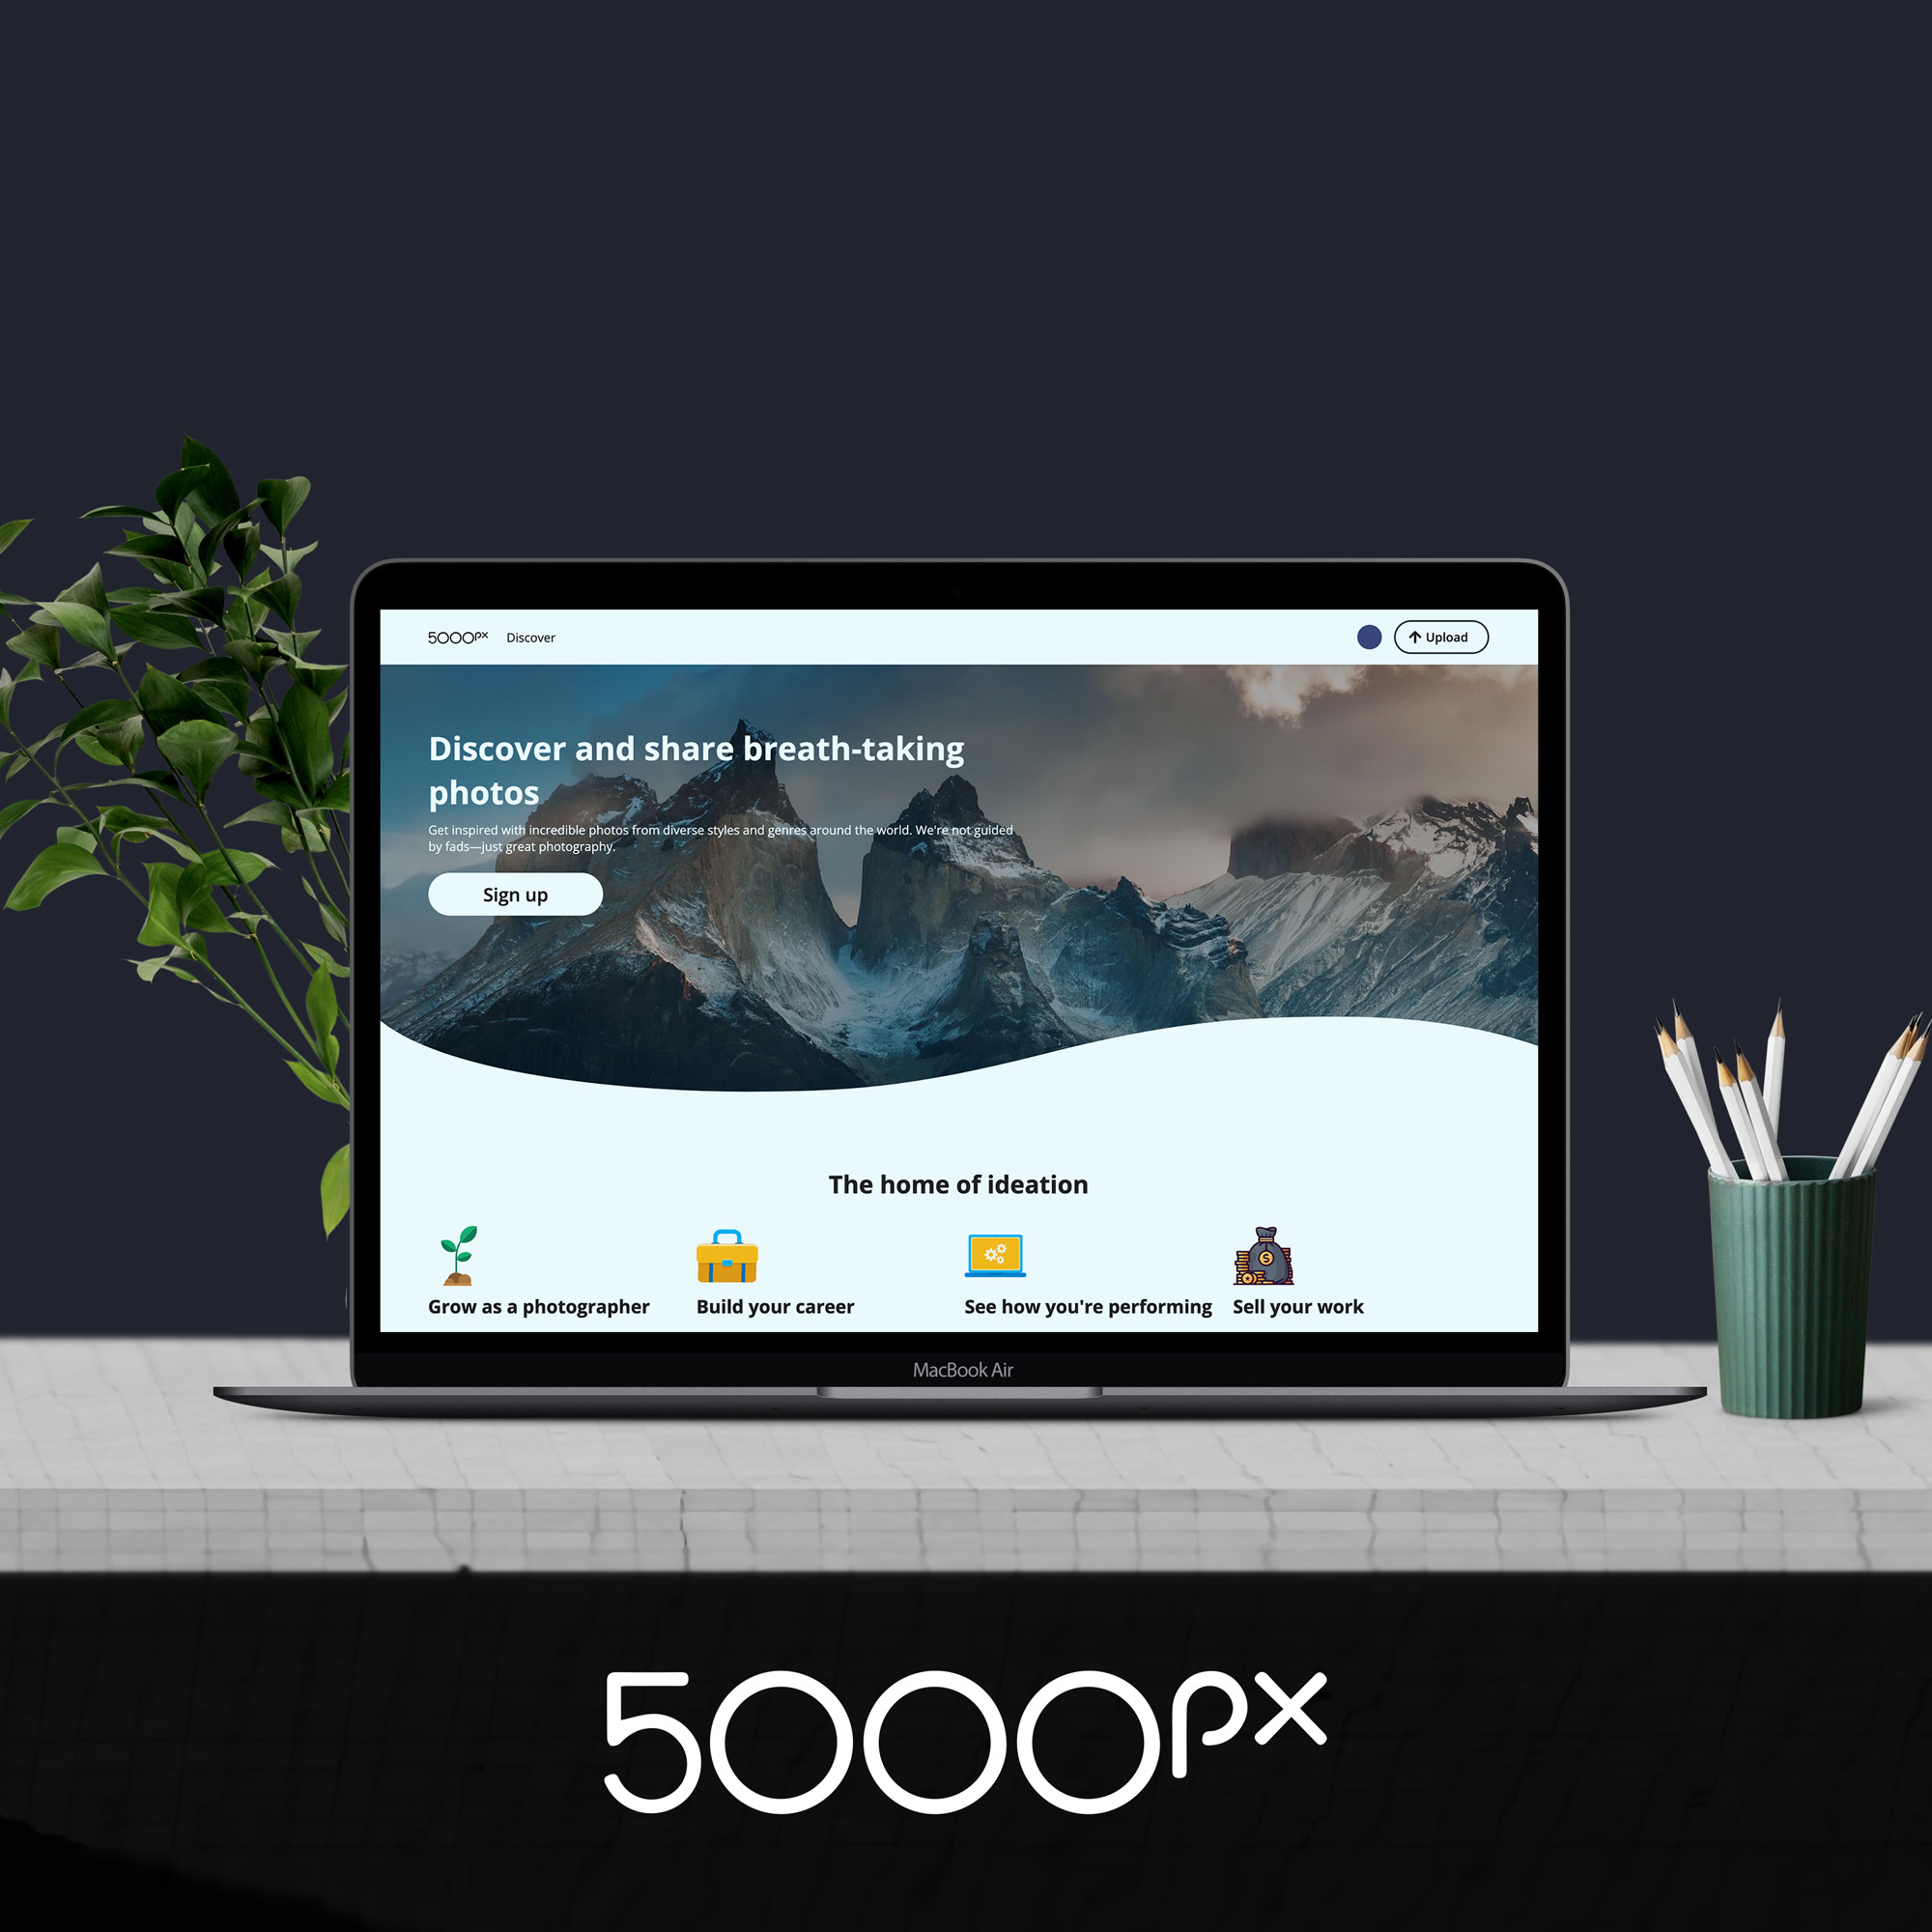 5000px Discover
Upload
Discover and share breath-taking
photos
Get inspired with incredible photos from diverse styles and genres around the world. We're not guided
by fads—just great photography.
Sign up
The home of ideation
Grow as a photographer
Build your career
See how you're performing
Sell your work
MacBook Air
5000px